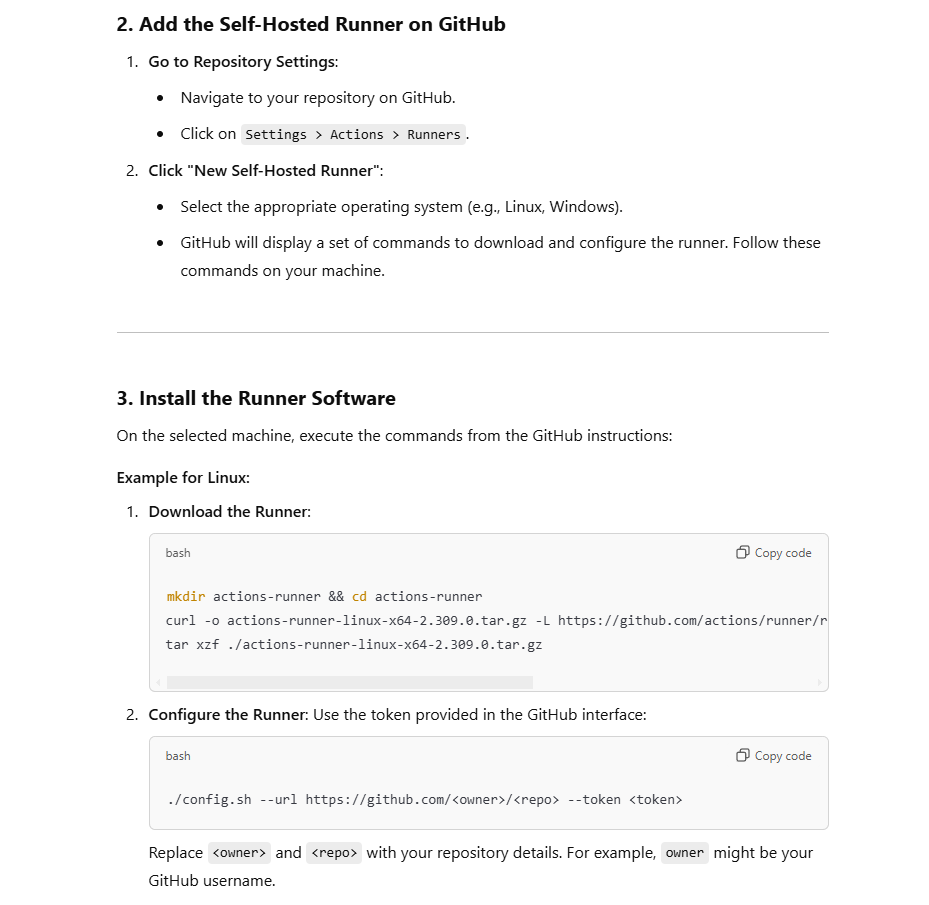 2. Add the Self-Hosted Runner on GitHub
1. Go to Repository Settings:
• Navigate to your repository on GitHub.
• Click on Settings > Actions > Runners.
2. Click "New Self-Hosted Runner":
• Select the appropriate operating system (e.g., Linux, Windows).
• GitHub will display a set of commands to download and configure the runner. Follow these
commands on your machine.
3. Install the Runner Software
On the selected machine, execute the commands from the GitHub instructions:
Example for Linux:
1. Download the Runner:
bash
Copy code
mkdir actions-runner && cd actions-runner
curl -o actions-runner-linux-x64-2.309.0.tar.gz -L https://github.com/actions/runner/r
tar xzf ./actions-runner-linux-x64-2.309.0.tar.gz
2. Configure the Runner: Use the token provided in the GitHub interface:
bash
Copy code
./config.sh --url https://github.com/<owner>/<repo> --token <token>
Replace <owner> and <repo> with your repository details. For example, owner might be your
GitHub username.